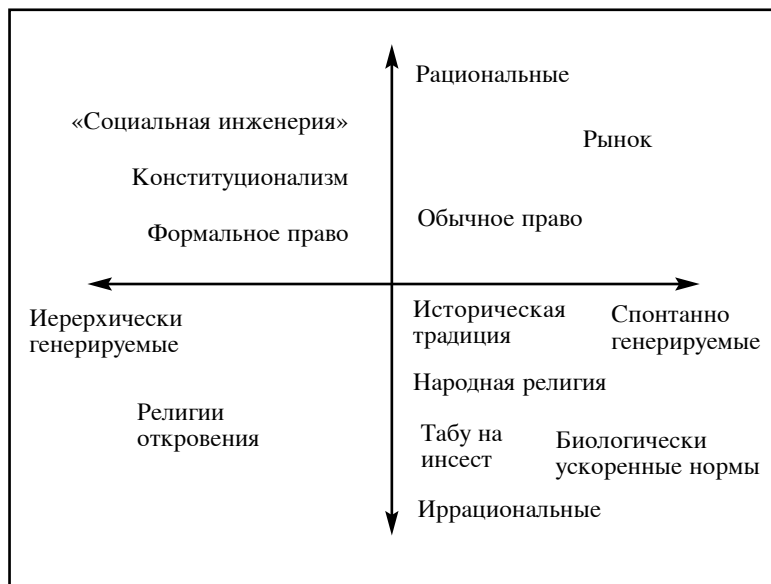 Рациональные
«Социальная инженерия»
Рынок
Конституционализм
Обычное право
Формальное право
Иерерхически
генерируемые
Историческая
традиция
Спонтанно
генерируемые
Народная религия
Религии
откровения
Табу на
инсест
Биологически
ускоренные нормы
Иррациональные